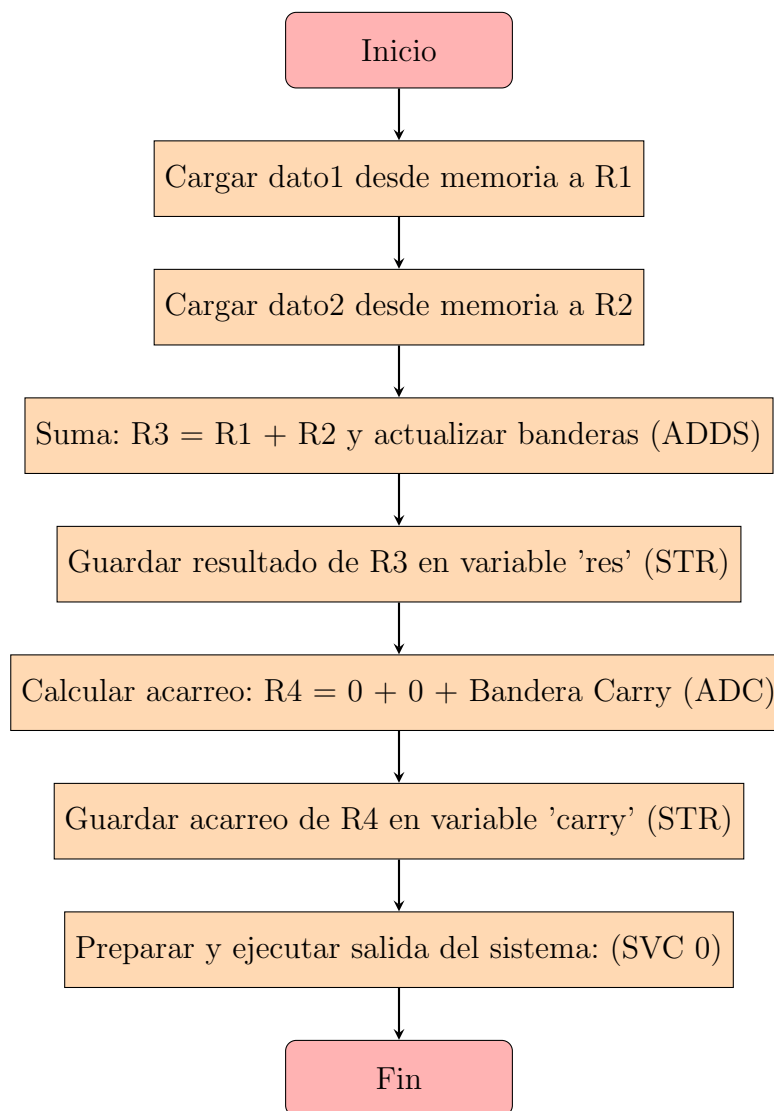 Inicio
Cargar dato1 desde memoria a R1
Cargar dato2 desde memoria a R2
Suma: R3 = R1 + R2 y actualizar banderas (ADDS)
Guardar resultado de R3 en variable ’res’ (STR)
Calcular acarreo: R4 = 0 + 0 + Bandera Carry (ADC)
Guardar acarreo de R4 en variable ’carry’ (STR)
Preparar y ejecutar salida del sistema: (SVC 0)
Fin